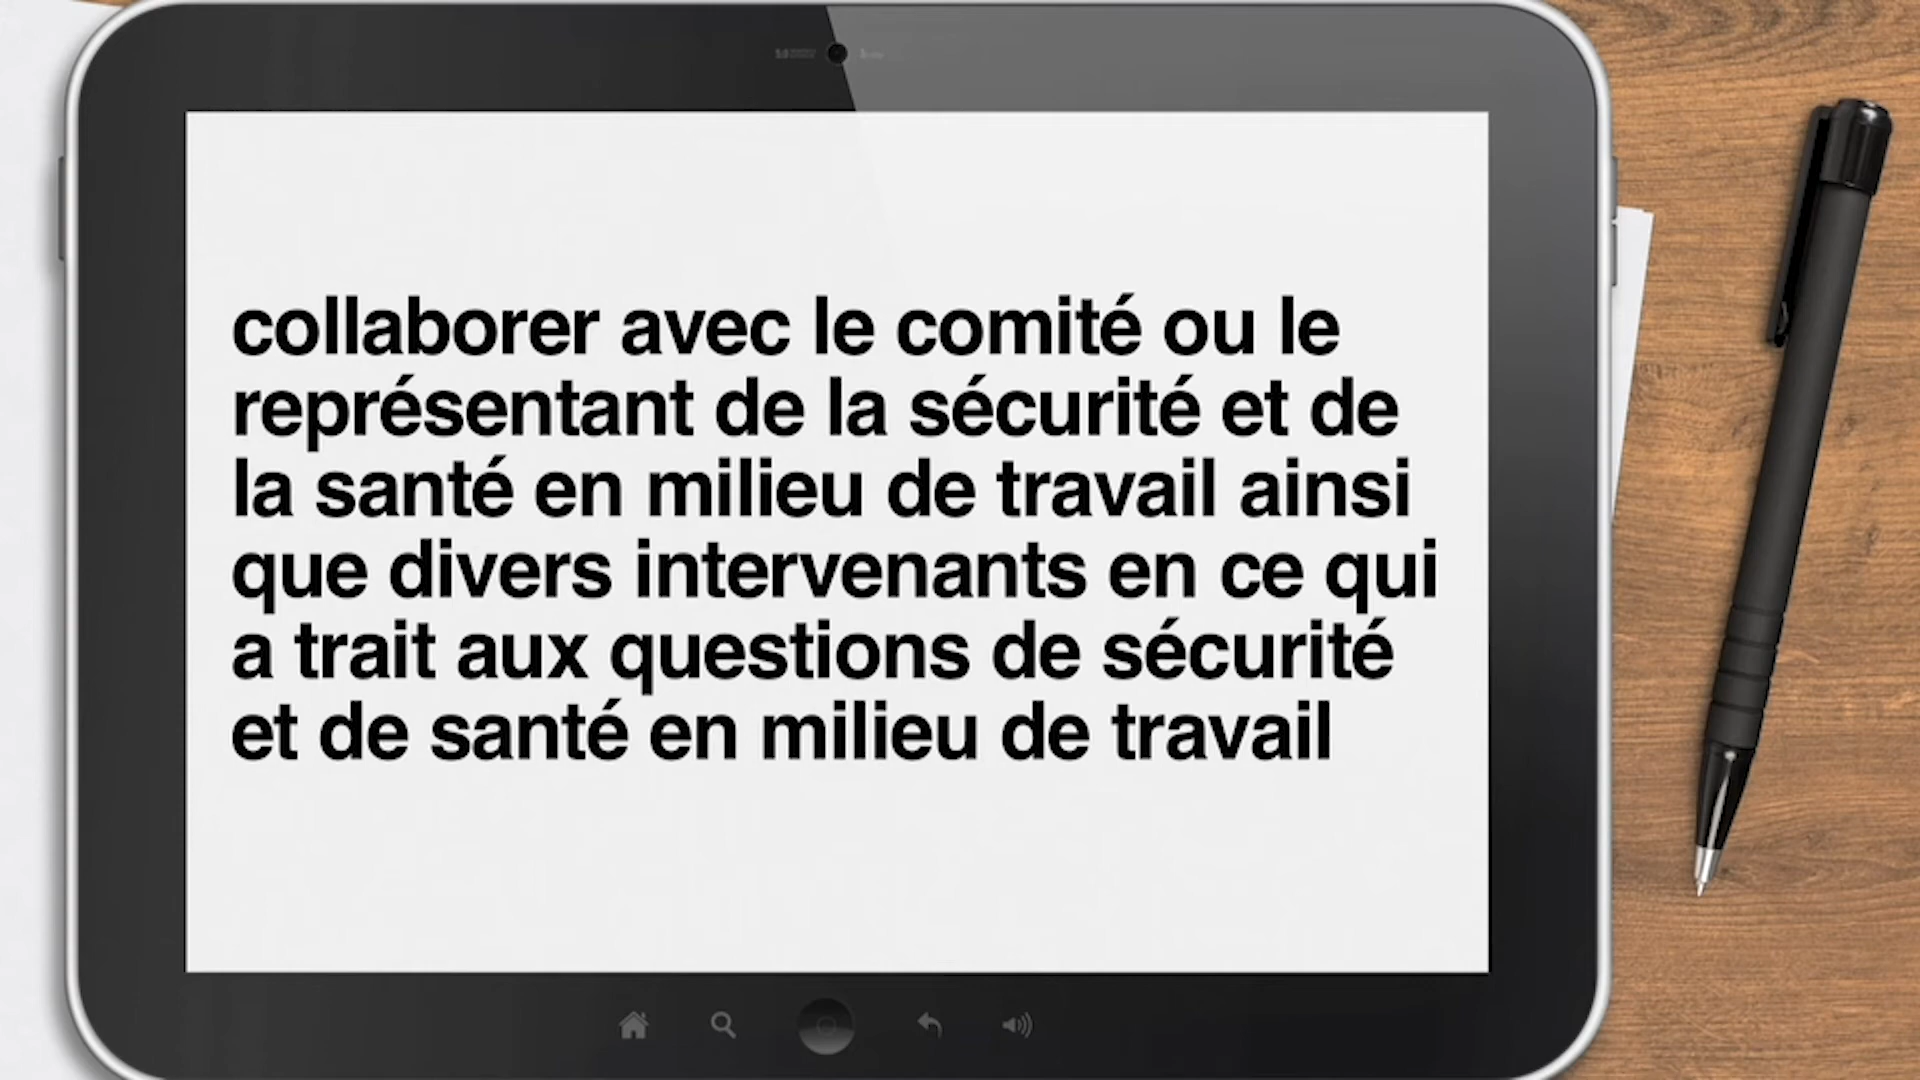 collaborer avec le comité ou le
représentant de la sécurité et de
la santé en milieu de travail ainsi
que divers intervenants en ce qui
a trait aux questions de sécurité
et de santé en milieu de travail